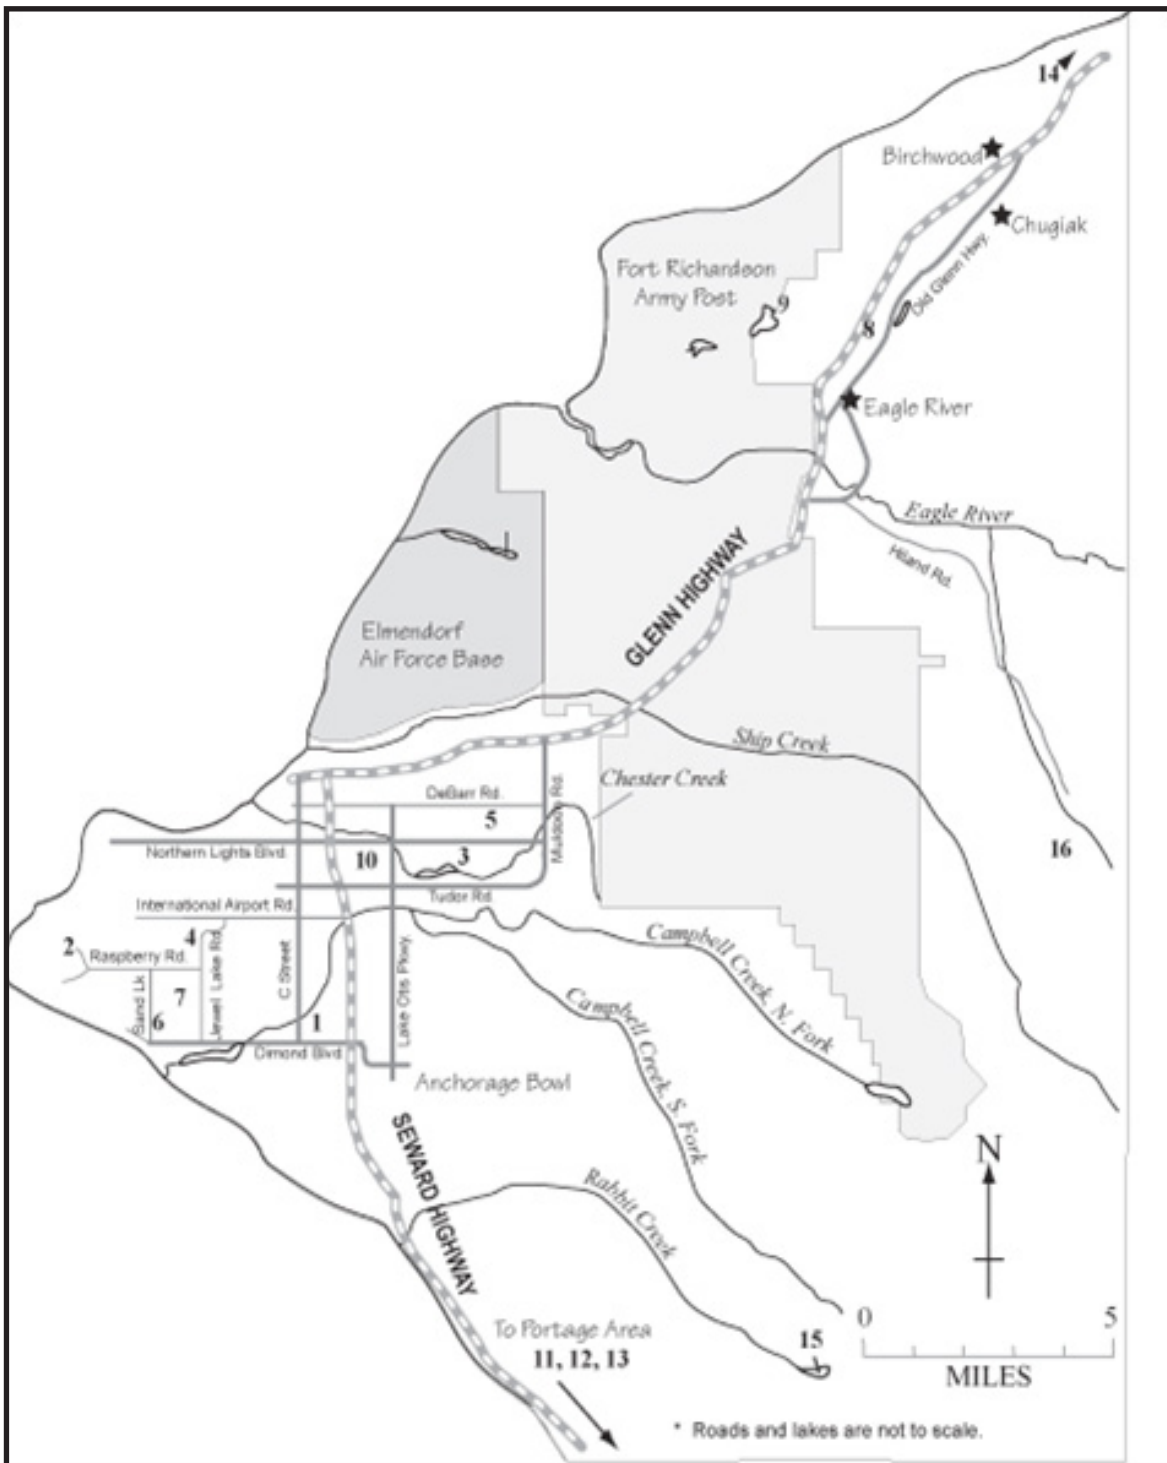 14
Birchwood
Chugiak
Old Glenn Hwy.
Fort Richardson
Army Post
9
8
Eagle River
Eagle River
Hiland Rd.
GLENN HIGHWAY
Elmendorf
Air Force Base
Ship Creek
Chester Creek
DeBarr Rd.
Muldoon Rd.
5
Northern Lights Blvd.
10
3
16
Tudor Rd.
International Airport Rd.
2
4
Raspberry Rd.
Campbell Creek, N. Fork
Sand Lk
7
Jewel Lake Rd.
C Street
Lake Otis Pkwy.
6
1
Dimond Blvd.
Campbell Creek, S. Fork
Anchorage Bowl
SEWARD HIGHWAY
Rabbit Creek
N
To Portage Area
11, 12, 13
15
0
5
MILES
* Roads and lakes are not to scale.